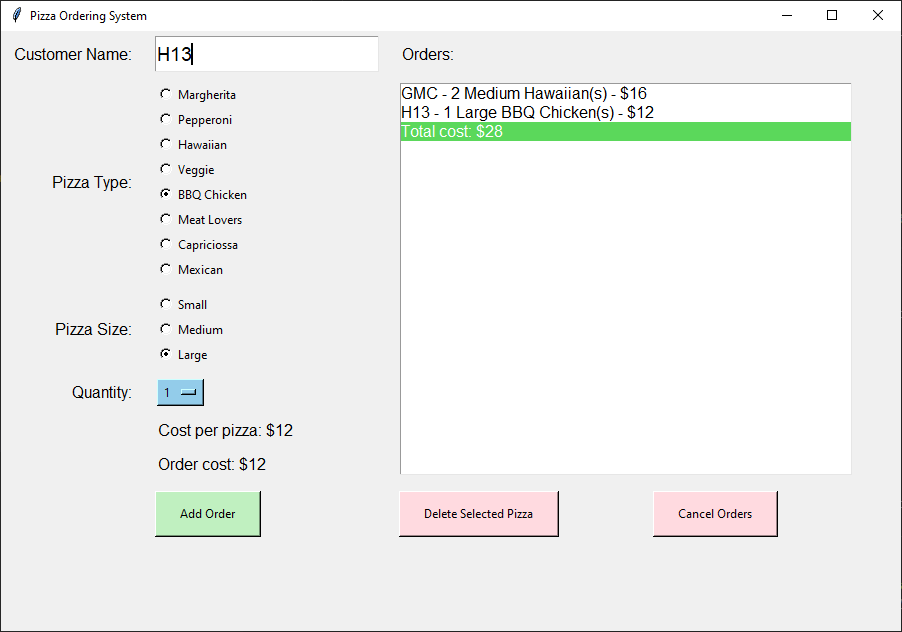 Pizza Ordering System
Customer Name: H13
Orders:
Pizza Type:
Margherita
Pepperoni
Hawaiian
Veggie
BBQ Chicken
Meat Lovers
Capriciossa
Mexican
Pizza Size:
Small
Medium
Large
Quantity: 1
Cost per pizza: $12
Order cost: $12
Add Order
GMC - 2 Medium Hawaiian(s) - $16
H13 - 1 Large BBQ Chicken(s) - $12
Total cost: $28
Delete Selected Pizza
Cancel Orders